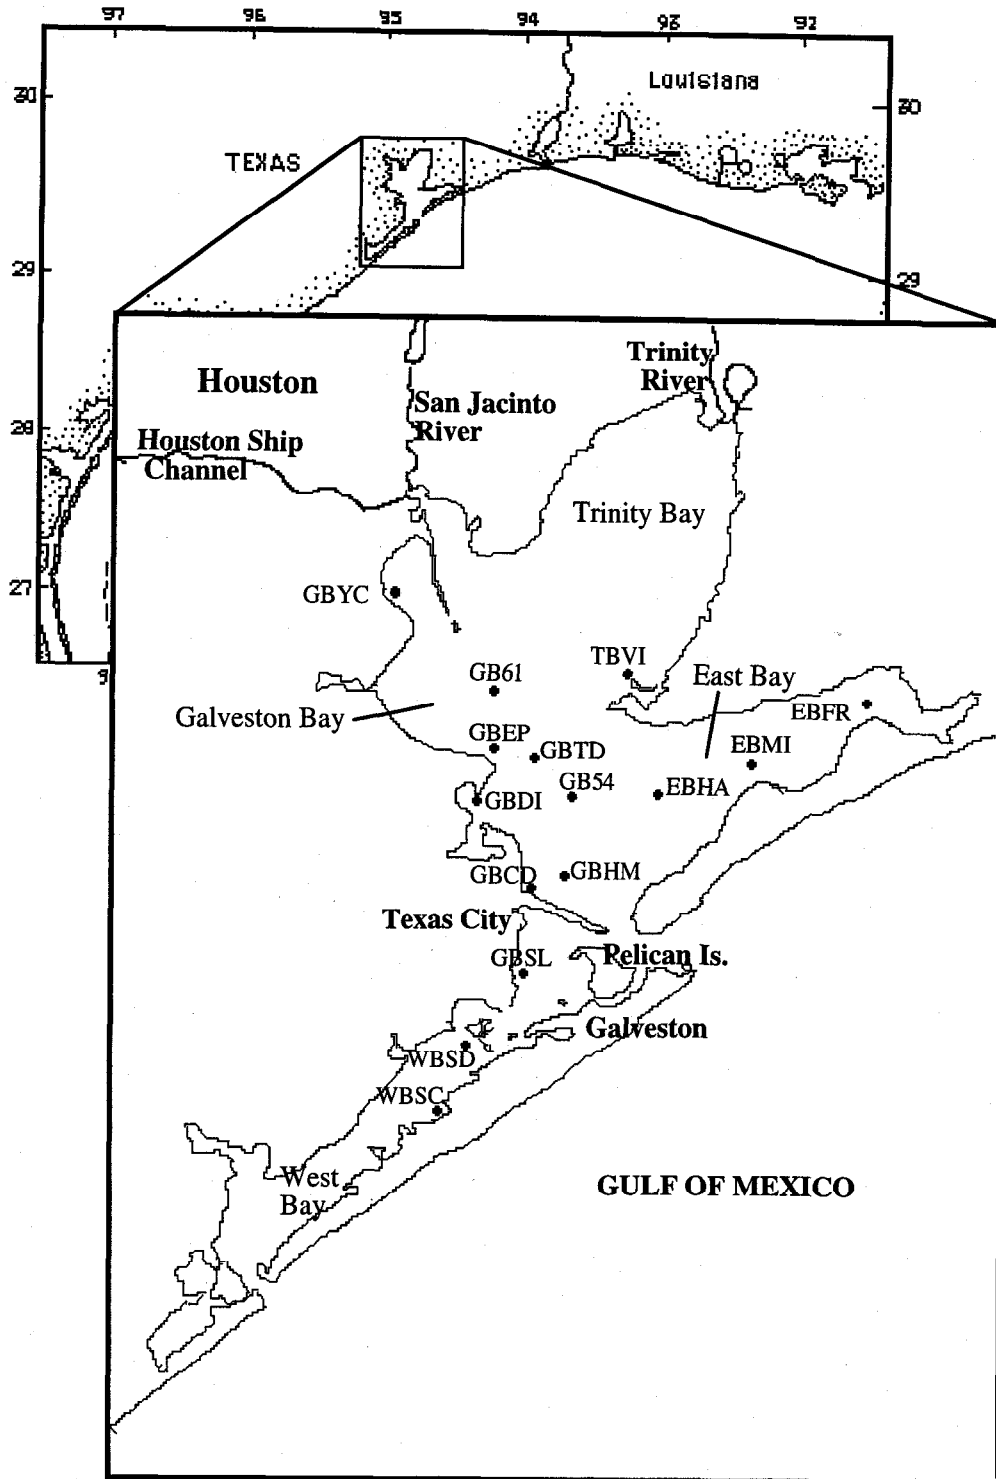 97 96 95 94 93 92
Louisiana
30
30
TEXAS
29
29
Trinity
River
Houston
San Jacinto
River
28
Houston Ship
Channel
Trinity Bay
27
GBYC
TBVI
GB61
East Bay
Galveston Bay
EBFR
GBEP
GBTD
EBMI
GB54
EBHA
GBDI
GBCD
GBHM
Texas City
Pelican Is.
GBSL
Galveston
WBSD
WBSC
West
Bay
GULF OF MEXICO